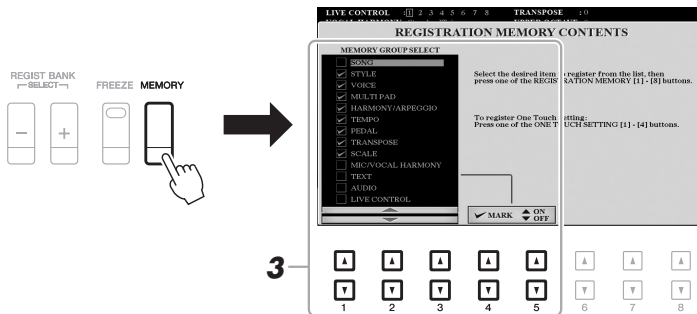 REGIST BANK
SELECT
FREEZE MEMORY
LIVE CONTROL : 1 2 3 4 5 6 7 8 TRANSPOSE : 0
REGISTRATION MEMORY CONTENTS
MEMORY GROUP SELECT
SONG
STYLE
VOICE
MULTI PAD
HARMONY/ARPEGGIO
TEMPO
PEDAL
TRANSPOSE
SCALE
MIC/VOCAL HARMONY
TEXT
AUDIO
LIVE CONTROL
Select the desired item to register from the list, then
press one of the REGISTRATION MEMORY [1] - [8] buttons.
To register One Touch Setting:
Press one of the ONE TOUCH SETTING [1] - [4] buttons.
MARK ON
OFF
3
1 2 3 4 5 6 7 8